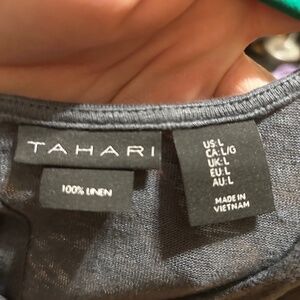 TAHARI
100% LINEN
US:L
CA:L/G
UK:L
EU:L
AU:L
MADE IN
VIETNAM